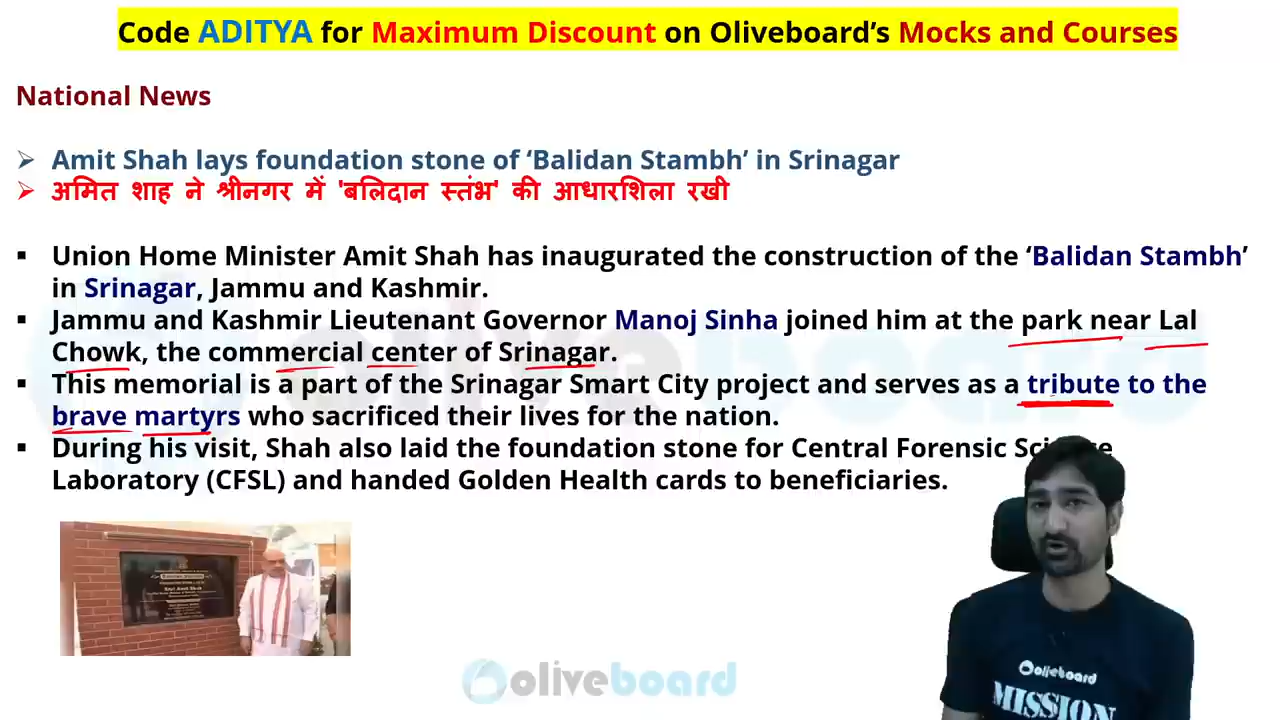 Code ADITYA for Maximum Discount on Oliveboard’s Mocks and Courses
National News
➢ Amit Shah lays foundation stone of ‘Balidan Stambh’ in Srinagar
➢ अमित शाह ने श्रीनगर में 'बलिदान स्तंभ' की आधारशिला रखी
▪ Union Home Minister Amit Shah has inaugurated the construction of the ‘Balidan Stambh’
in Srinagar, Jammu and Kashmir.
▪ Jammu and Kashmir Lieutenant Governor Manoj Sinha joined him at the park near Lal
Chowk, the commercial center of Srinagar.
▪ This memorial is a part of the Srinagar Smart City project and serves as a tribute to the
brave martyrs who sacrificed their lives for the nation.
▪ During his visit, Shah also laid the foundation stone for Central Forensic
Laboratory (CFSL) and handed Golden Health cards to beneficiaries.
oliveboard
oliveboard
MISSION